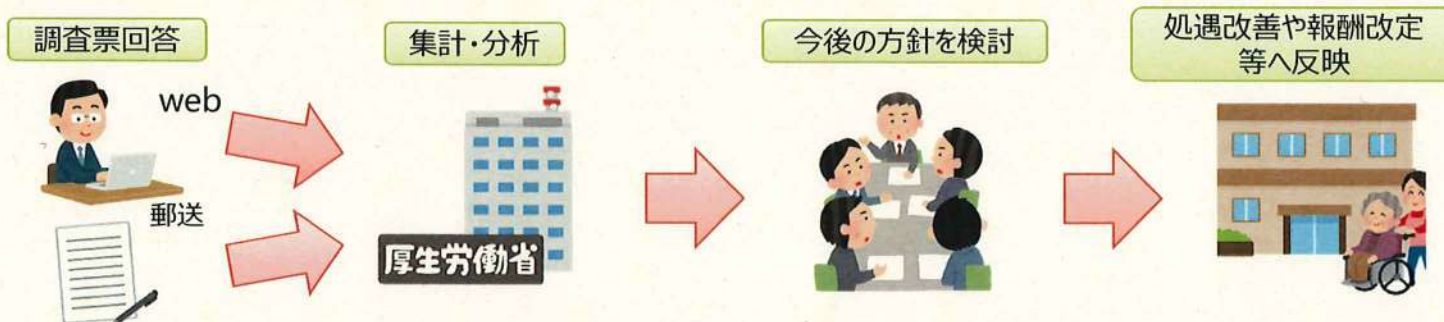 調査票回答
web
郵送
集計・分析
厚生労働省
今後の方針を検討
処遇改善や報酬改定
等へ反映